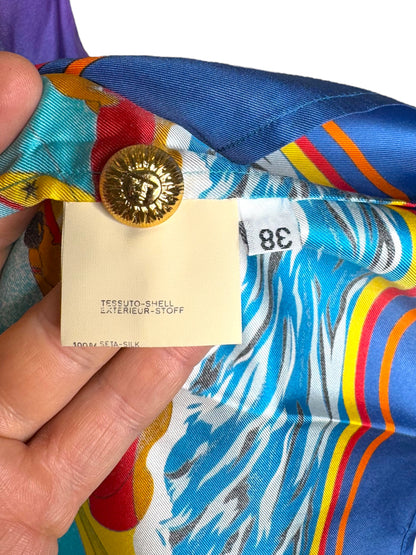 TESSUTO-SHELL
EXTERIEUR-STOFF
100% SETA-SILK
38